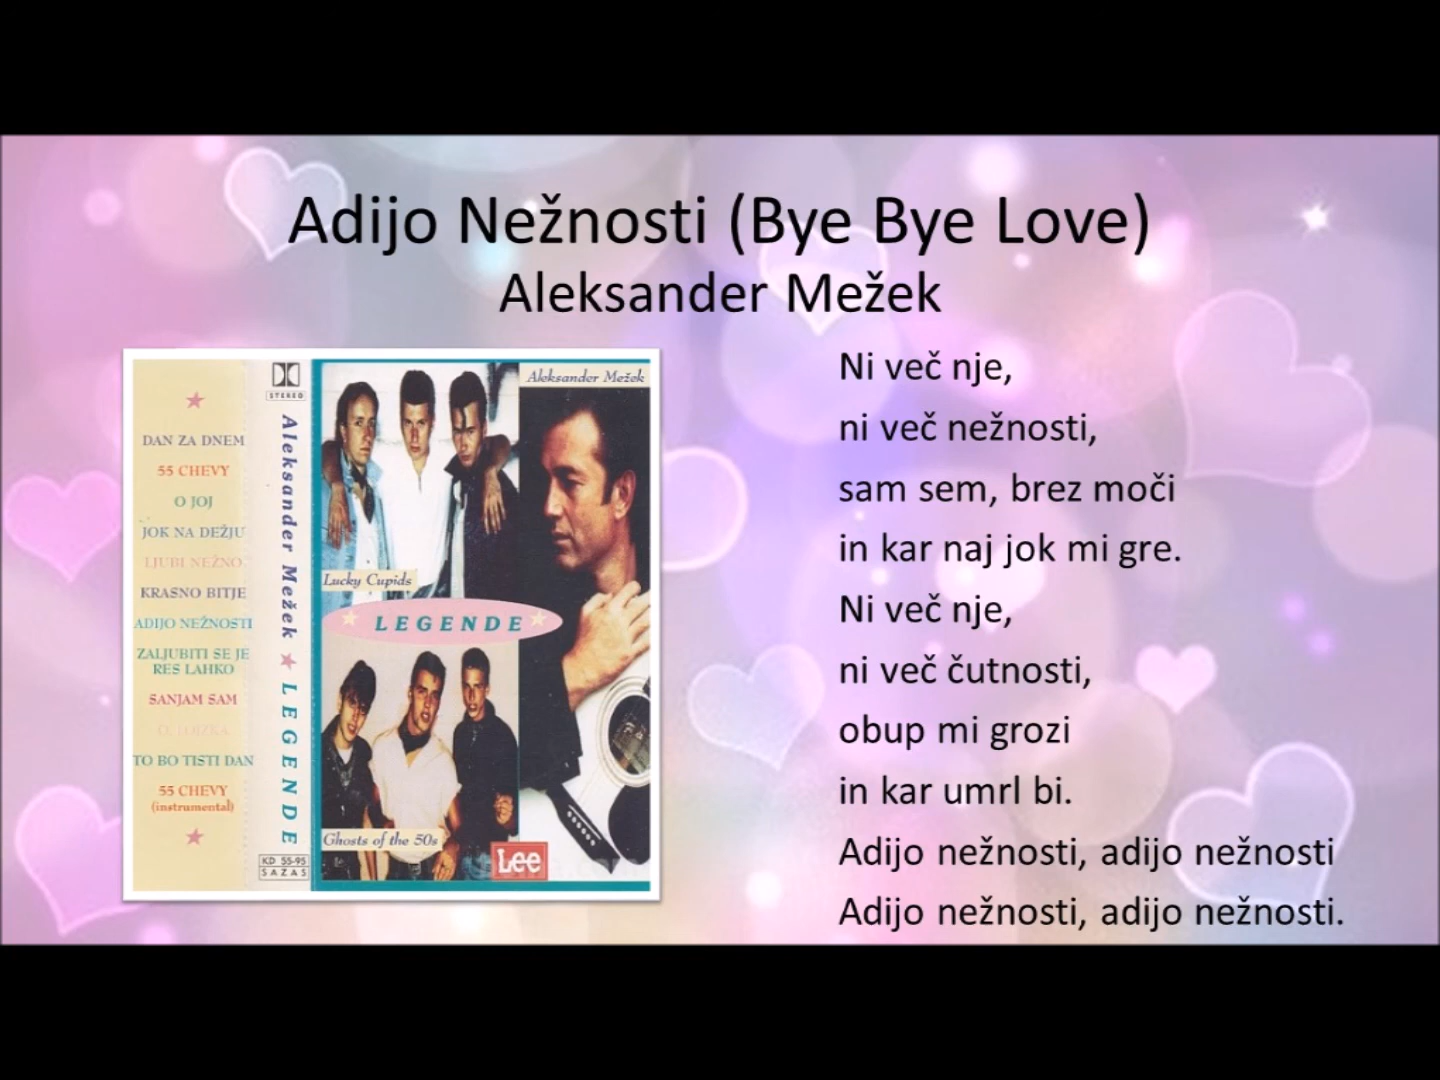 Adijo Nežnosti (Bye Bye Love)
Aleksander Mežek
DAN ZA DNEM
55 CHEVY
O JOJ
JOK NA DEŽJU
LJUBI NEŽNO
KRASNO BITJE
ADIJO NEŽNOSTI
ZALJUBITI SE JE
RES LAHKO
SANJAM SAM
TO BO TISTI DAN
55 CHEVY
(instrumental)
STEREO
Aleksander Mežek LEGENDE
KD 55-95
SAZAS
Aleksander Mežek
Lucky Cupids
LEGENDE
Ghosts of the 50s
Lee
Ni več nje,
ni več nežnosti,
sam sem, brez moči
in kar naj jok mi gre.
Ni več nje,
ni več čutnosti,
obup mi grozi
in kar umrl bi.
Adijo nežnosti, adijo nežnosti
Adijo nežnosti, adijo nežnosti.